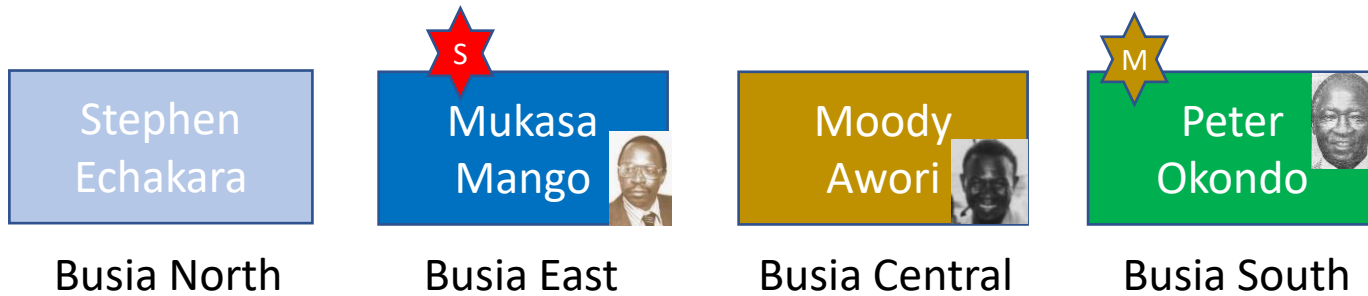 S
M
Stephen
Echakara
Mukasa
Mango
Moody
Awori
Peter
Okondo
Busia North
Busia East
Busia Central
Busia South